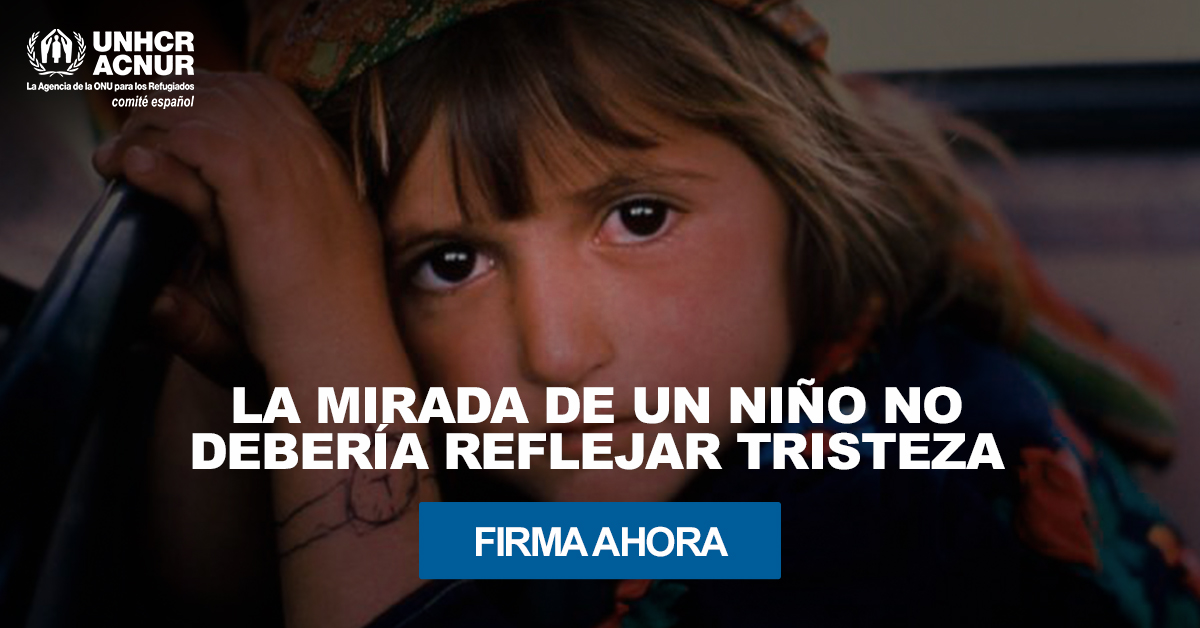 UNHCR
ACNUR
La Agencia de la ONU para los Refugiados
comité español
LA MIRADA DE UN NIÑO NO
DEBERÍA REFLEJAR TRISTEZA
FIRMA AHORA